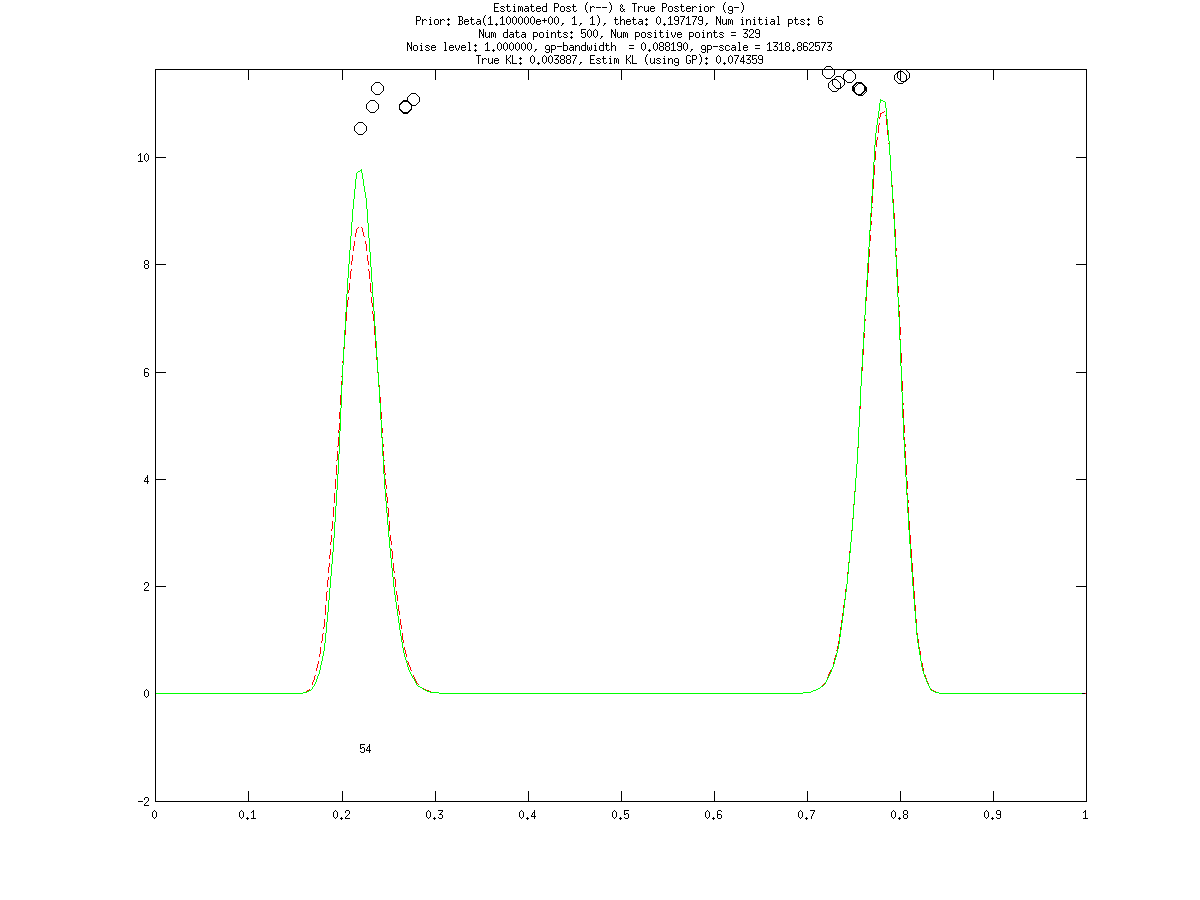 Estimated Post (r--) & True Posterior (g-)
Prior: Beta(1.100000e+00, 1, 1), theta: 0.197179, Num initial pts: 6
Num data points: 500, Num positive points = 329
Noise level: 1.000000, gp-bandwidth  = 0.088190, gp-scale = 1318.862573
True KL: 0.003887, Estim KL (using GP): 0.074359
10
8
6
4
2
0
54
-2
0 0.1 0.2 0.3 0.4 0.5 0.6 0.7 0.8 0.9 1